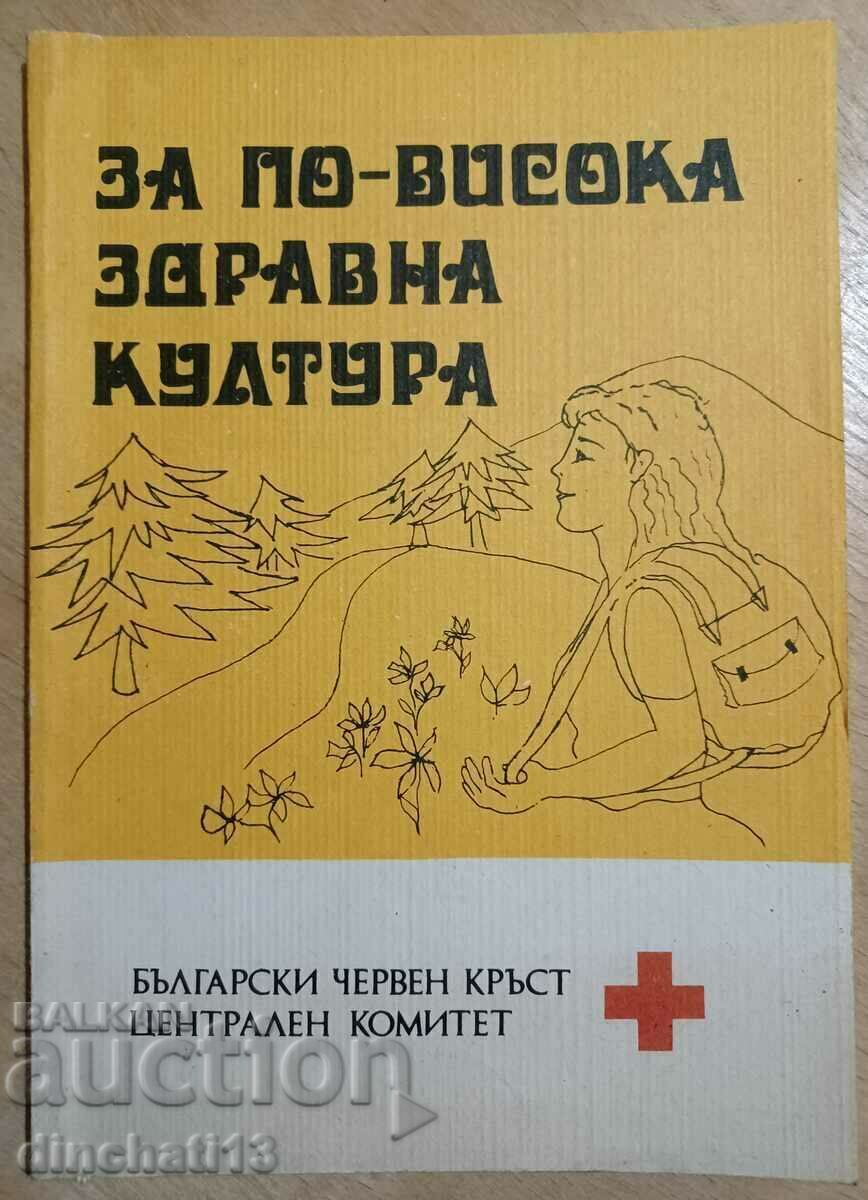 ЗА ПО-ВИСОКА
ЗДРАВНА
КУЛТУРА
БЪЛГАРСКИ ЧЕРВЕН КРЪСТ
ЦЕНТРАЛЕН КОМИТЕТ
BALKAN
auction
dinchati13